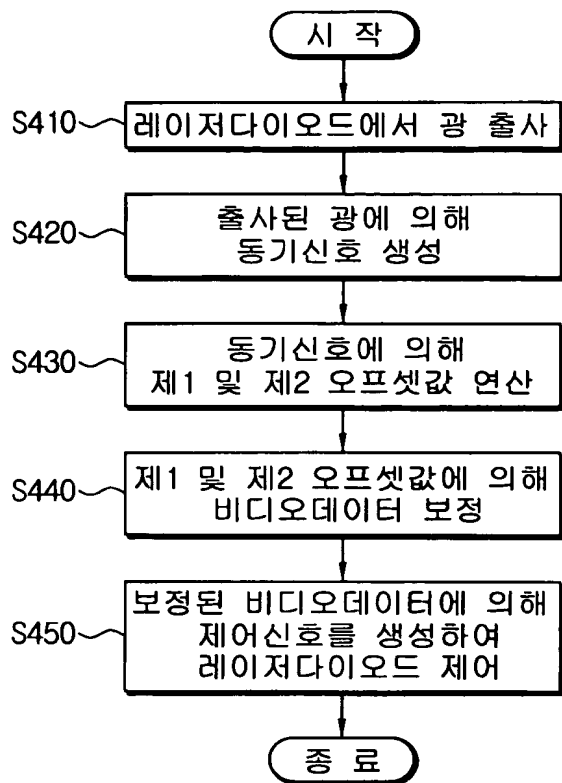 시 작
S410
레이저다이오드에서 광 출사
S420
출사된 광에 의해
동기신호 생성
S430
동기신호에 의해
제1 및 제2 오프셋값 연산
S440
제1 및 제2 오프셋값에 의해
비디오데이터 보정
S450
보정된 비디오데이터에 의해
제어신호를 생성하여
레이저다이오드 제어
종 료